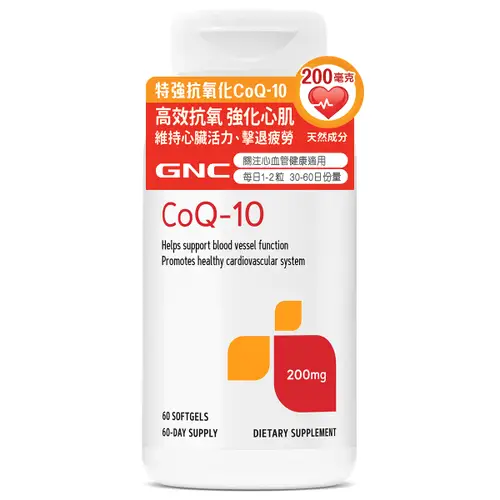 特強抗氧化CoQ-10
200毫克
高效抗氧 強化心肌
維持心臟活力、擊退疲勞
天然成分
GNC
關注心血管健康適用
每日1-2粒 30-60日份量
CoQ-10
Helps support blood vessel function
Promotes healthy cardiovascular system
200mg
60 SOFTGELS
60-DAY SUPPLY
DIETARY SUPPLEMENT